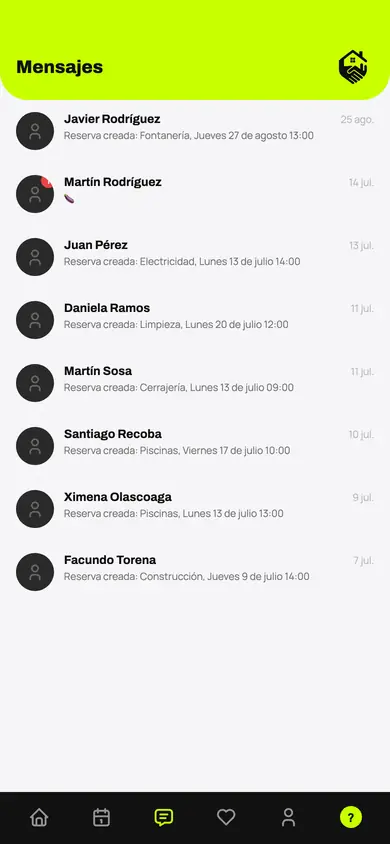 Mensajes
Javier Rodríguez
25 ago.
Reserva creada: Fontanería, Jueves 27 de agosto 13:00
Martín Rodríguez
14 jul.
🍆
Juan Pérez
13 jul.
Reserva creada: Electricidad, Lunes 13 de julio 14:00
Daniela Ramos
11 jul.
Reserva creada: Limpieza, Lunes 20 de julio 12:00
Martín Sosa
11 jul.
Reserva creada: Cerrajería, Lunes 13 de julio 09:00
Santiago Recoba
10 jul.
Reserva creada: Piscinas, Viernes 17 de julio 10:00
Ximena Olascoaga
9 jul.
Reserva creada: Piscinas, Lunes 13 de julio 13:00
Facundo Torena
7 jul.
Reserva creada: Construcción, Jueves 9 de julio 14:00
1
?